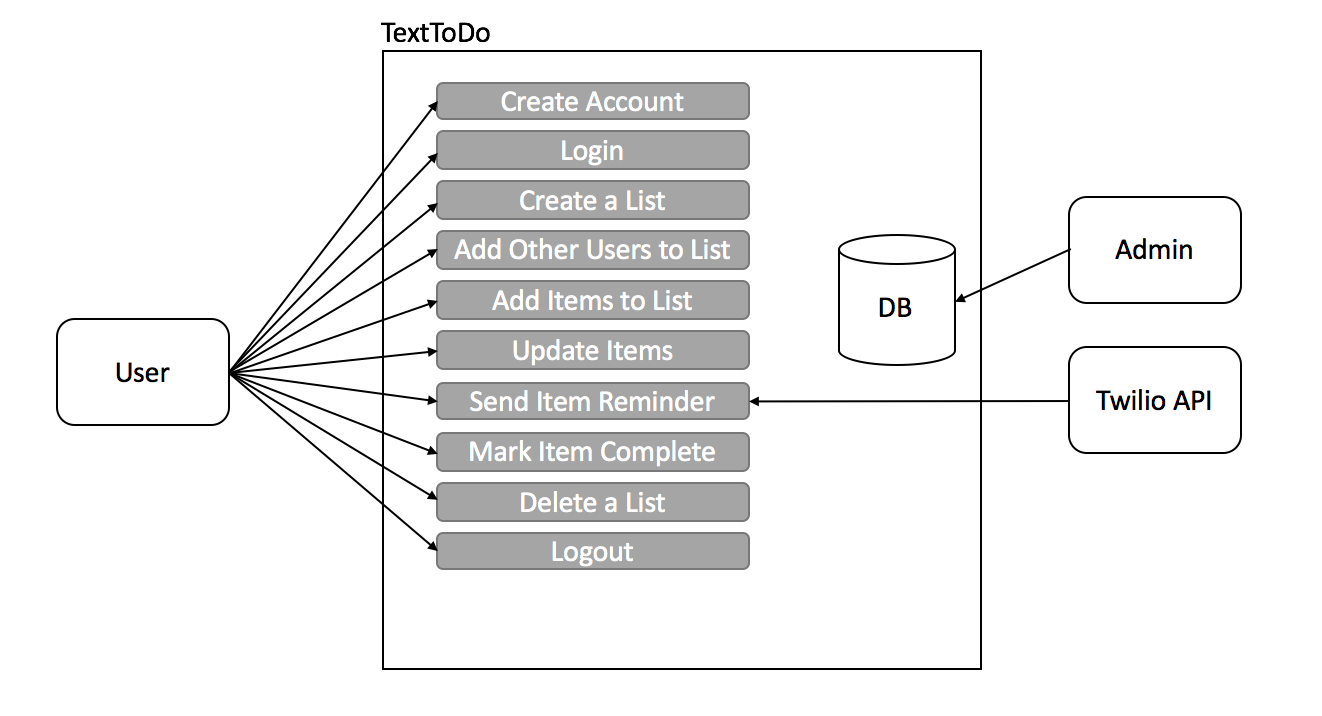 TextToDo
Create Account
Login
Create a List
Add Other Users to List
Add Items to List
Update Items
Send Item Reminder
Mark Item Complete
Delete a List
Logout
User
DB
Admin
Twilio API